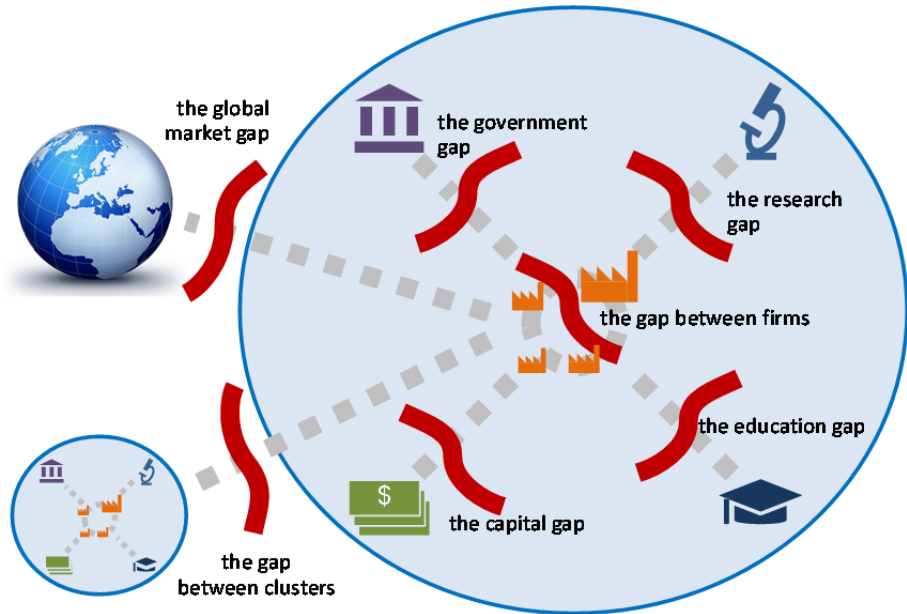 the global
market gap
the government
gap
the research
gap
the gap between firms
the education gap
$
the capital gap
the gap
between clusters